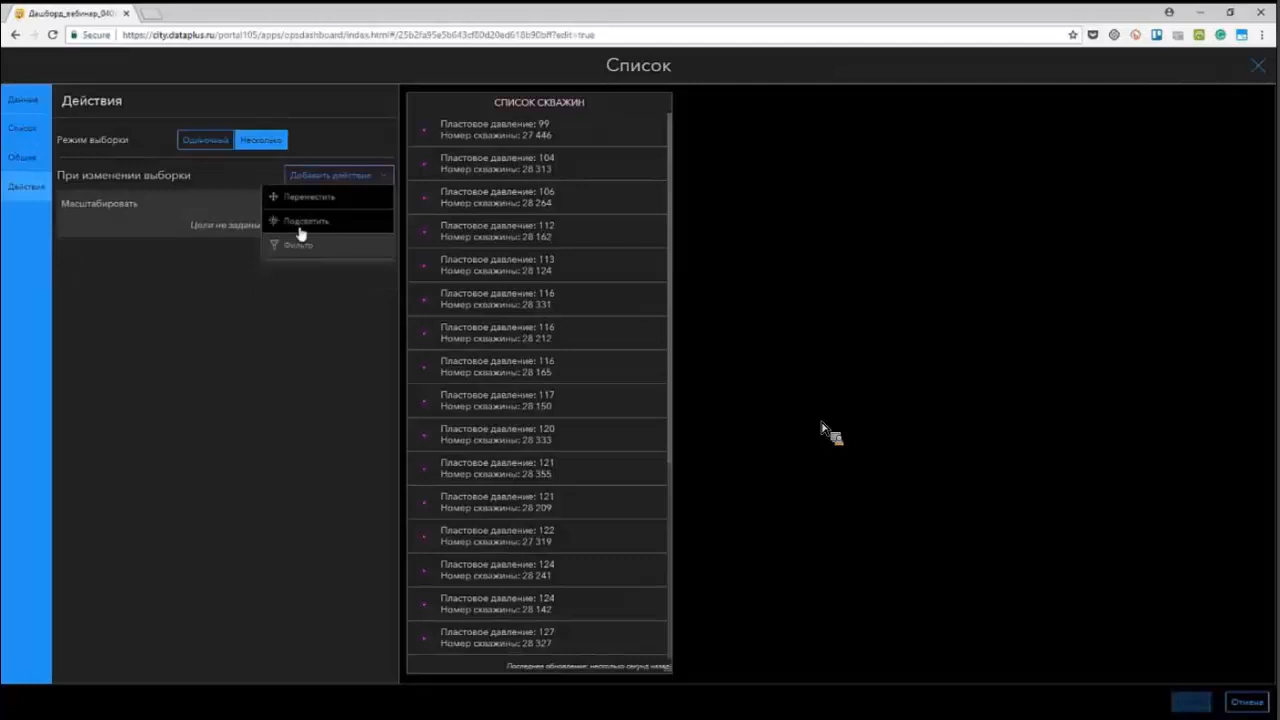 Дашборд_вебинар_040
Secure
https://city.dataplus.ru/portal105/apps/opsdashboard/index.html#/25b2fa95e5b643cf80d20ed618b90bff?edit=true
Список
Данные
Список
Общие
Действия
Действия
Режим выборки
Одиночный
Несколько
При изменении выборки
Добавить действие
Масштабировать
Цели не заданы
Переместить
Подсветить
Фильтр
СПИСОК СКВАЖИН
Пластовое давление: 99
Номер скважины: 27 446
Пластовое давление: 104
Номер скважины: 28 313
Пластовое давление: 106
Номер скважины: 28 264
Пластовое давление: 112
Номер скважины: 28 162
Пластовое давление: 113
Номер скважины: 28 124
Пластовое давление: 116
Номер скважины: 28 331
Пластовое давление: 116
Номер скважины: 28 212
Пластовое давление: 116
Номер скважины: 28 165
Пластовое давление: 117
Номер скважины: 28 150
Пластовое давление: 120
Номер скважины: 28 333
Пластовое давление: 121
Номер скважины: 28 355
Пластовое давление: 121
Номер скважины: 28 209
Пластовое давление: 122
Номер скважины: 27 319
Пластовое давление: 124
Номер скважины: 28 241
Пластовое давление: 124
Номер скважины: 28 142
Пластовое давление: 127
Номер скважины: 28 327
Последнее обновление: несколько секунд назад
Отмена